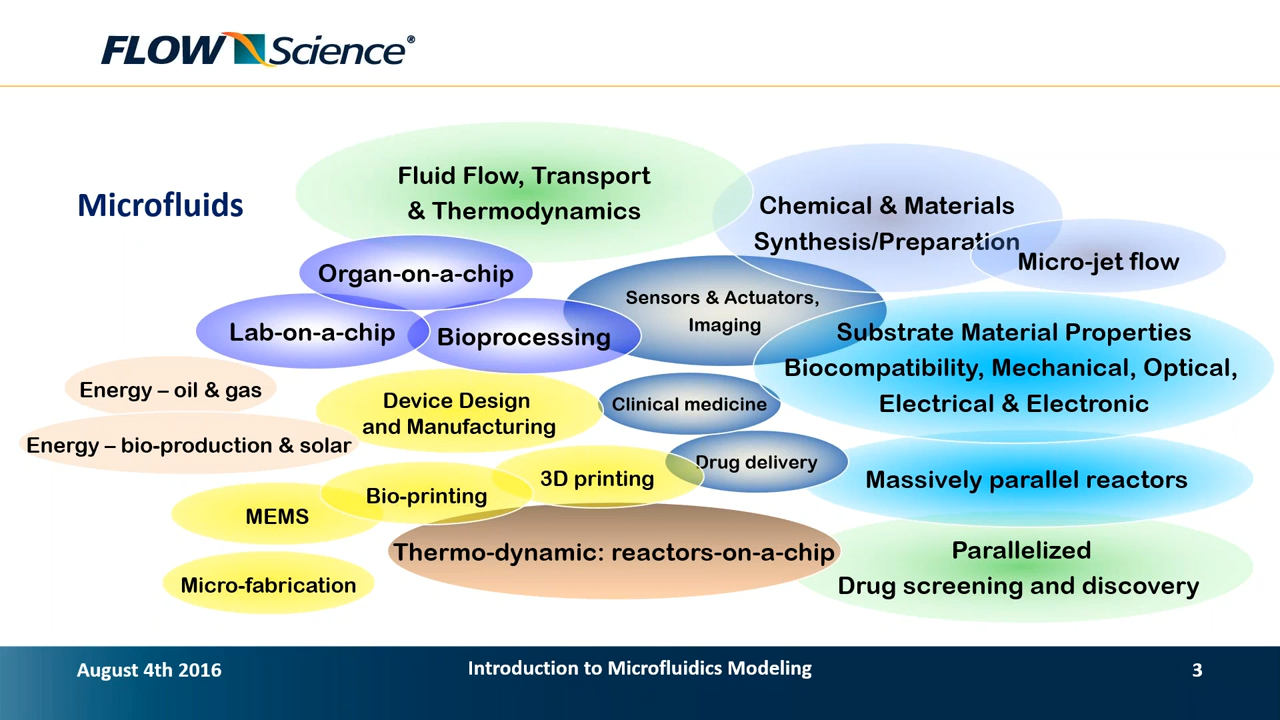 FLOW Science®
Microfluids
Fluid Flow, Transport
& Thermodynamics
Chemical & Materials
Synthesis/Preparation
Micro-jet flow
Organ-on-a-chip
Sensors & Actuators,
Imaging
Lab-on-a-chip
Bioprocessing
Substrate Material Properties
Biocompatibility, Mechanical, Optical,
Electrical & Electronic
Energy – oil & gas
Device Design
and Manufacturing
Clinical medicine
Energy – bio-production & solar
Drug delivery
3D printing
Massively parallel reactors
Bio-printing
MEMS
Thermo-dynamic: reactors-on-a-chip
Parallelized
Drug screening and discovery
Micro-fabrication
August 4th 2016
Introduction to Microfluidics Modeling
3